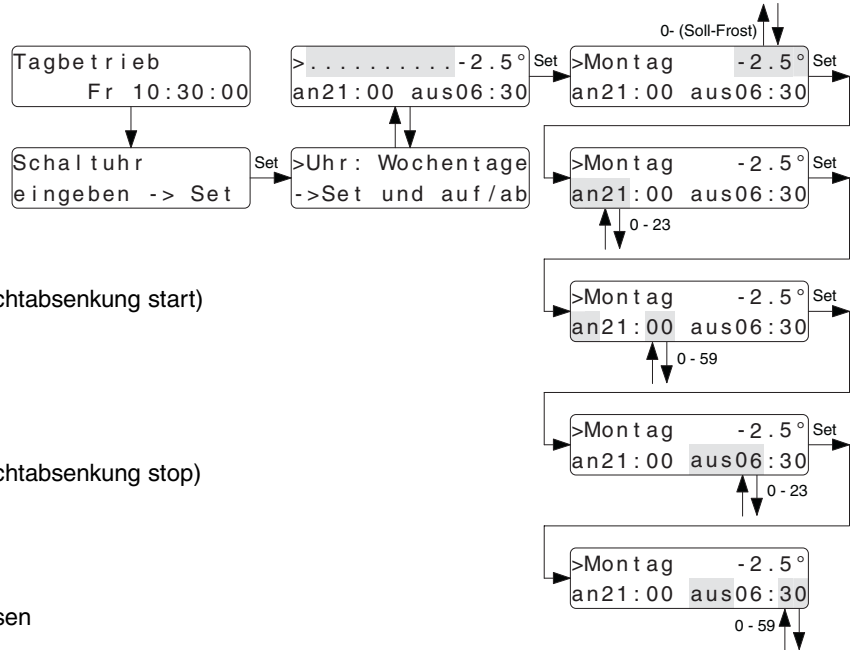 0- (Soll-Frost)
Tagbetrieb
Fr 10:30:00
>..........-2.5°
an21:00 aus06:30
Set
>Montag -2.5°
an21:00 aus06:30
Set
Schaltuhr
eingeben -> Set
Set
>Uhr: Wochentage
->Set und auf/ab
>Montag -2.5°
an21:00 aus06:30
Set
0 - 23
chtabsenkung start)
>Montag -2.5°
an21:00 aus06:30
Set
0 - 59
chtabsenkung stop)
>Montag -2.5°
an21:00 aus06:30
Set
0 - 23
>Montag -2.5°
an21:00 aus06:30
sen
0 - 59